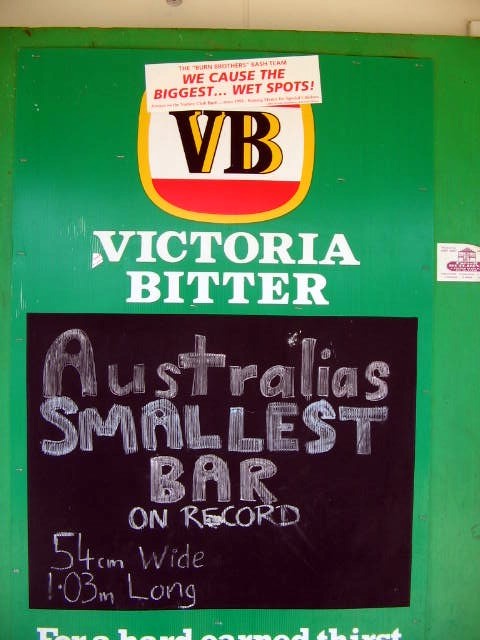 THE "BURN BROTHERS" BASH TEAM
WE CAUSE THE
BIGGEST... WET SPOTS!
VB
VICTORIA
BITTER
Australias
SMALLEST
BAR
ON RECORD
54cm Wide
1.03m Long
For a hard earned thirst